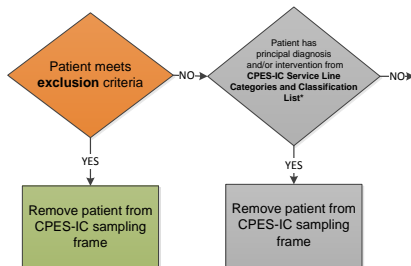 Patient meets
exclusion criteria
NO
Patient has
principal diagnosis
and/or intervention from
CPES-IC Service Line
Categories and Classification
List*
NO
YES
YES
Remove patient from
CPES-IC sampling
frame
Remove patient from
CPES-IC sampling
frame